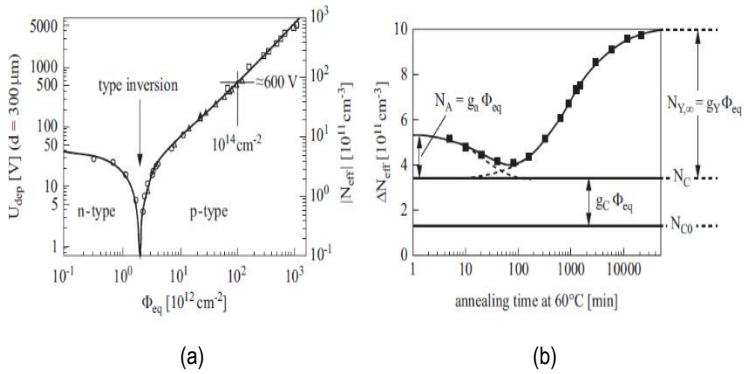 5000
1000
500
100
50
10
5
1
U_dep [V] (d = 300 μm)
10^3
10^2
10^1
10^0
10^-1
|N_eff| [10^11 cm^-3]
type inversion
≈600 V
10^14 cm^-2
n-type
p-type
10^-1 10^0 10^1 10^2 10^3
Φ_eq [10^12 cm^-2]
(a)
10
8
6
4
2
0
ΔN_eff [10^11 cm^-3]
N_A = g_a Φ_eq
N_Y,∞ = g_Y Φ_eq
N_C
g_C Φ_eq
N_C0
1 10 100 1000 10000
annealing time at 60°C [min]
(b)